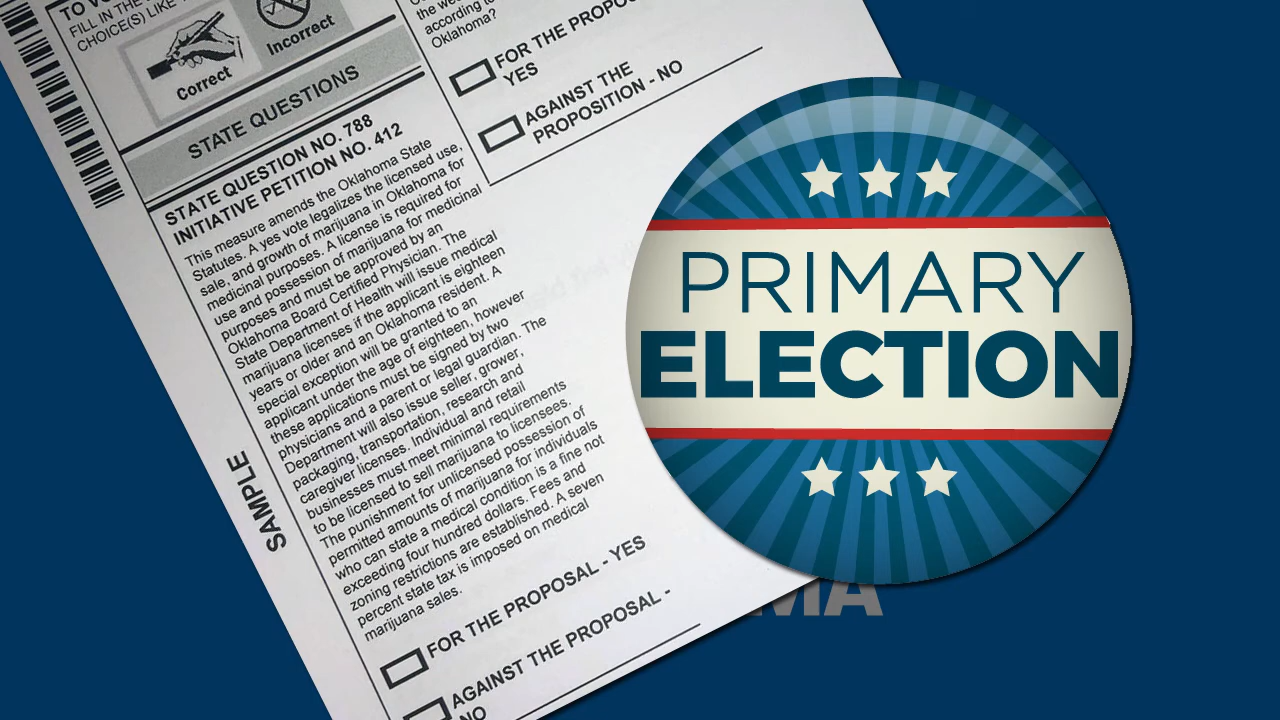 TO VO
FILL IN THE
CHOICE(S) LIKE
Correct
Incorrect
STATE QUESTIONS
STATE QUESTION NO. 788
INITIATIVE PETITION NO. 412
This measure amends the Oklahoma State
Statutes. A yes vote legalizes the licensed use,
sale, and growth of marijuana in Oklahoma for
medicinal purposes. A license is required for
use and possession of marijuana for medicinal
purposes and must be approved by an
Oklahoma Board Certified Physician. The
State Department of Health will issue medical
marijuana licenses if the applicant is eighteen
years or older and an Oklahoma resident. A
special exception will be granted to an
applicant under the age of eighteen, however
these applications must be signed by two
physicians and a parent or legal guardian. The
Department will also issue seller, grower,
packaging, transportation, research and
caregiver licenses. Individual and retail
businesses must meet minimal requirements
to be licensed to sell marijuana to licensees.
The punishment for unlicensed possession of
permitted amounts of marijuana for individuals
who can state a medical condition is a fine not
exceeding four hundred dollars. Fees and
zoning restrictions are established. A seven
percent state tax is imposed on medical
marijuana sales.
FOR THE PROPOSAL - YES
AGAINST THE PROPOSAL -
NO
SAMPLE
according to
Oklahoma?
FOR THE PROPO
YES
AGAINST THE
PROPOSITION - NO
PRIMARY
ELECTION
MA